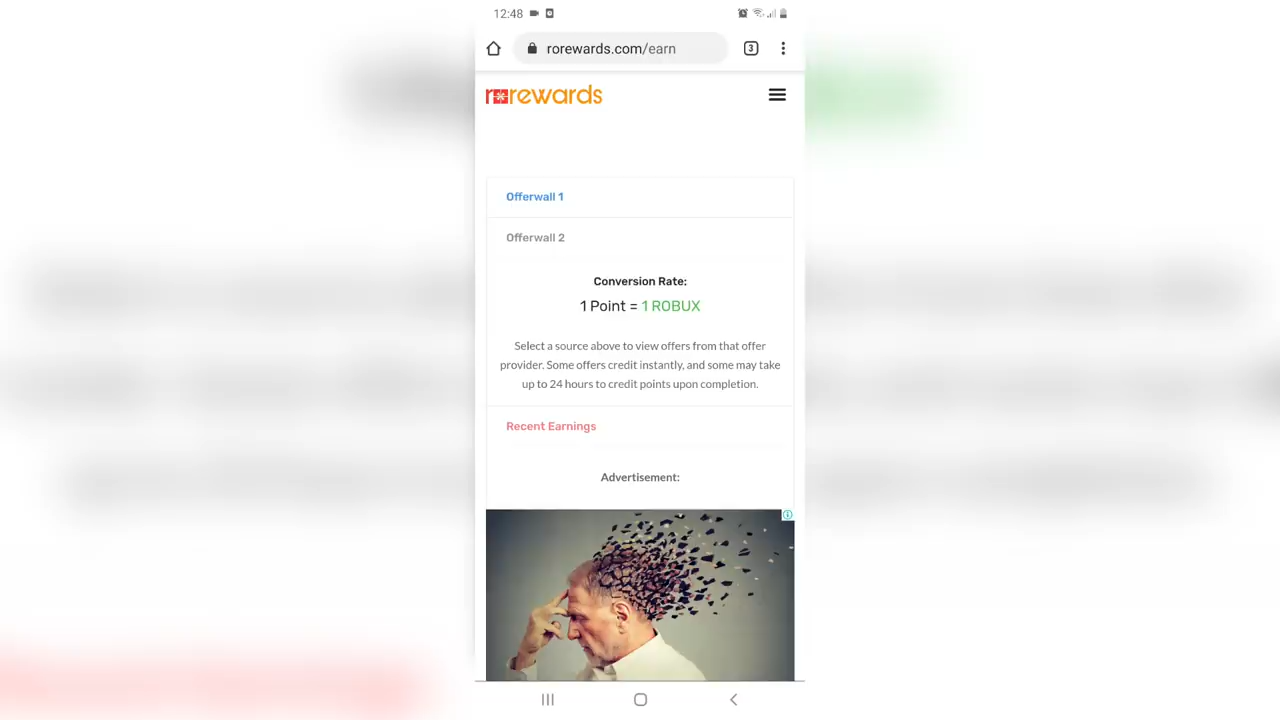 12:48
rorewards.com/earn
3
rorewards
Offerwall 1
Offerwall 2
Conversion Rate:
1 Point = 1 ROBUX
Select a source above to view offers from that offer
provider. Some offers credit instantly, and some may take
up to 24 hours to credit points upon completion.
Recent Earnings
Advertisement: